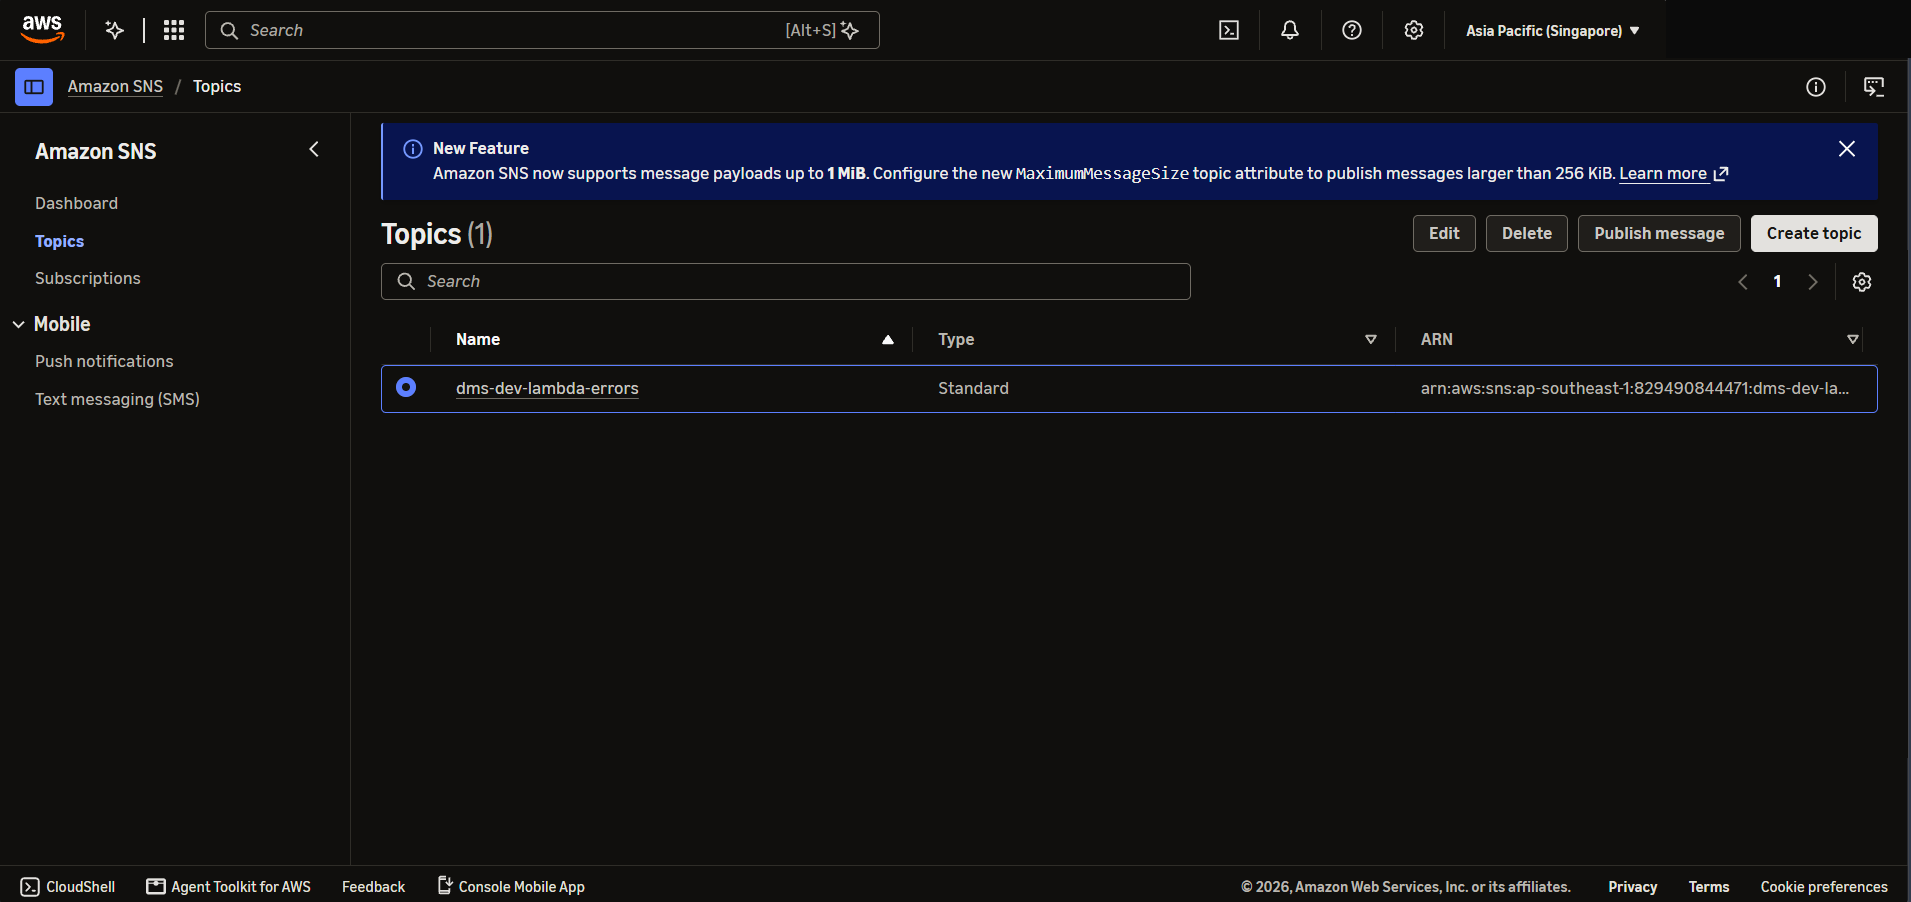 aws
Search [Alt+S]
Asia Pacific (Singapore)
Amazon SNS / Topics
Amazon SNS
Dashboard
Topics
Subscriptions
Mobile
Push notifications
Text messaging (SMS)
New Feature
Amazon SNS now supports message payloads up to 1 MiB. Configure the new MaximumMessageSize topic attribute to publish messages larger than 256 KiB. Learn more
Topics (1)
Edit Delete Publish message Create topic
Search
1
Name Type ARN
dms-dev-lambda-errors Standard arn:aws:sns:ap-southeast-1:829490844471:dms-dev-la...
CloudShell Agent Toolkit for AWS Feedback Console Mobile App © 2026, Amazon Web Services, Inc. or its affiliates. Privacy Terms Cookie preferences